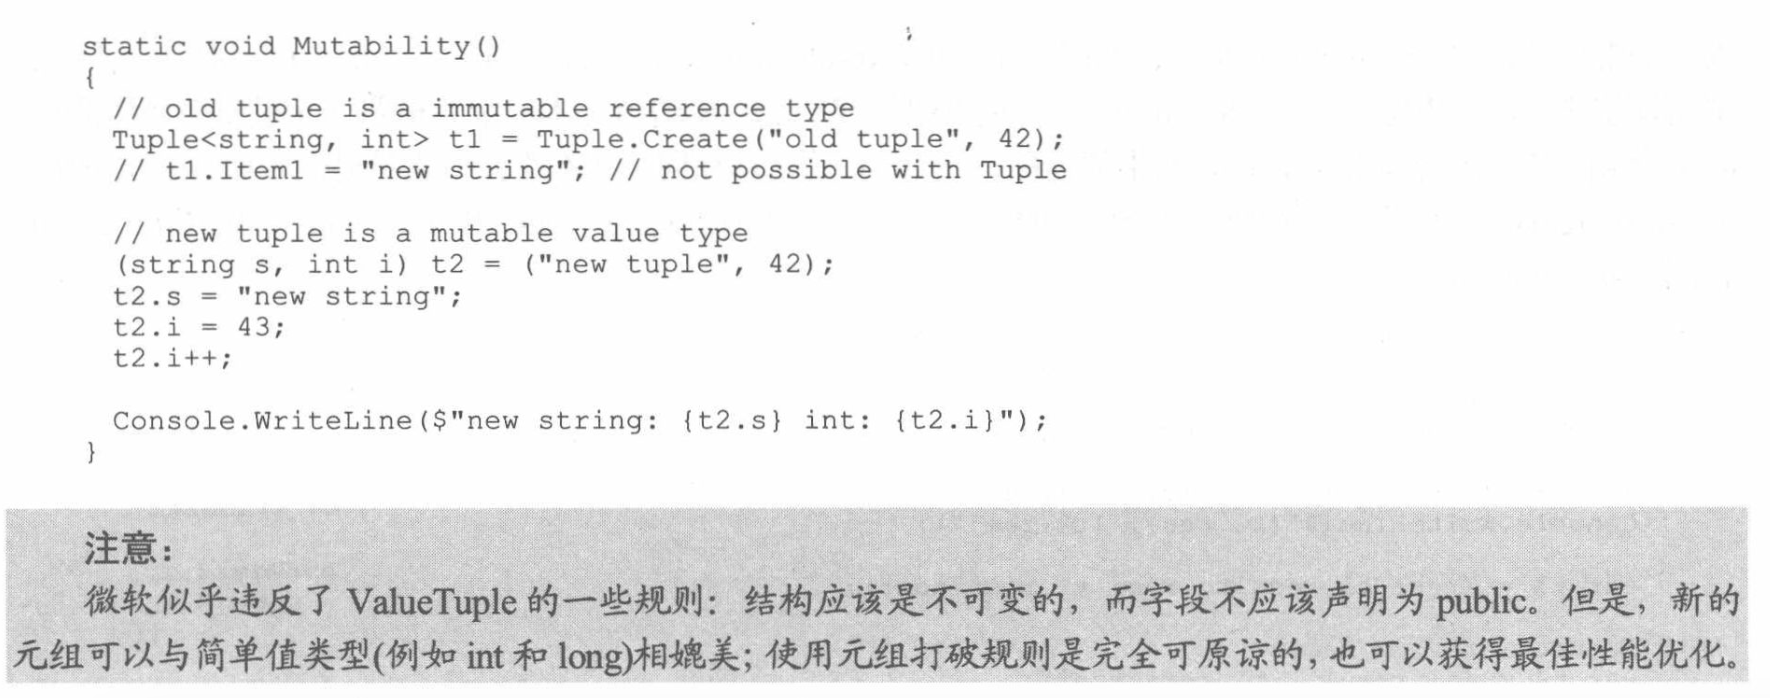 static void Mutability()
{
// old tuple is a immutable reference type
Tuple<string, int> t1 = Tuple.Create("old tuple", 42);
// t1.Item1 = "new string"; // not possible with Tuple
// new tuple is a mutable value type
(string s, int i) t2 = ("new tuple", 42);
t2.s = "new string";
t2.i = 43;
t2.i++;
Console.WriteLine($"new string: {t2.s} int: {t2.i}");
}
注意：
微软似乎违反了 ValueTuple 的一些规则：结构应该是不可变的，而字段不应该声明为 public。但是，新的
元组可以与简单值类型(例如 int 和 long)相媲美；使用元组打破规则是完全可原谅的，也可以获得最佳性能优化。